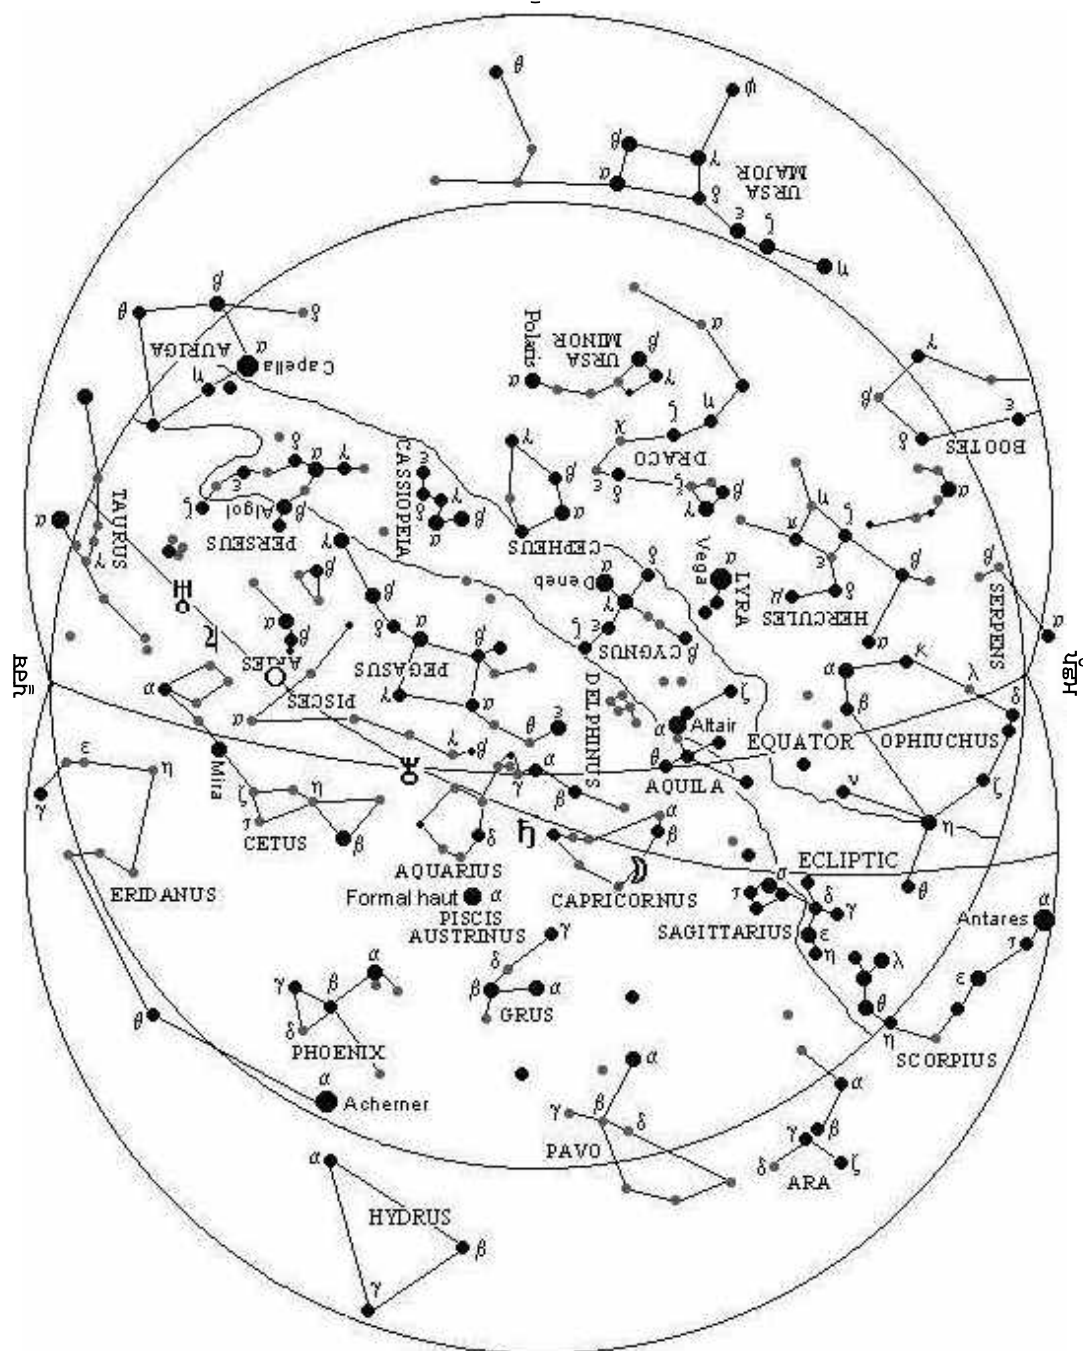 θ
φ
β
γ
α
δ
URSA
MAJOR
ε ζ
η
β
θ δ
AURIGA
α
Capella
η
Polaris
α
URSA
MINOR
β
γ
α
γ
β
ε
δ
BOOTES
ζ η
χ
DRACO
ε δ
ξ β
γ
TAURUS
α
γ
δ
α γ
ε
ζ
Algol β
PERSEUS
CASSIOPEIA
ε
γ
δ
α β
γ
β
α
CEPHEUS
η
π ζ
ε
β
μ δ
HERCULES
α
α
β
SERPENS
α
γ
β
β
α
β
ARIES
δ
α
β
PEGASUS
γ α
θ ε
Deneb
α
δ
γ
ε
ζ
β
CYGNUS
Vega
α
LYRA
κ
α
λ
β
δ
OPHIUCHUS
ζ
ν
η
θ
♅
♃
α
PISCES
α
γ β
DELPHINUS
ζ
α
Altair
θ
AQUILA
EQUATOR
Mira
ε
η
γ
ERIDANUS
ζ
η
τ
CETUS
β
γ α
β
δ
AQUARIUS
♄
α
β
CAPRICORNUS
ECLIPTIC
Formal haut α
PISCIS
AUSTRINUS
σ
τ
δ
γ
SAGITTARIUS
ε
η
α
Antares
τ
ε
λ
θ
η
SCORPIUS
γ
δ
β α
GRUS
α
γ β
δ
PHOENIX
θ
α
Acherner
α
β
γ
δ
PAVO
α
β
γ
δ ζ
ARA
α
HYDRUS
β
γ